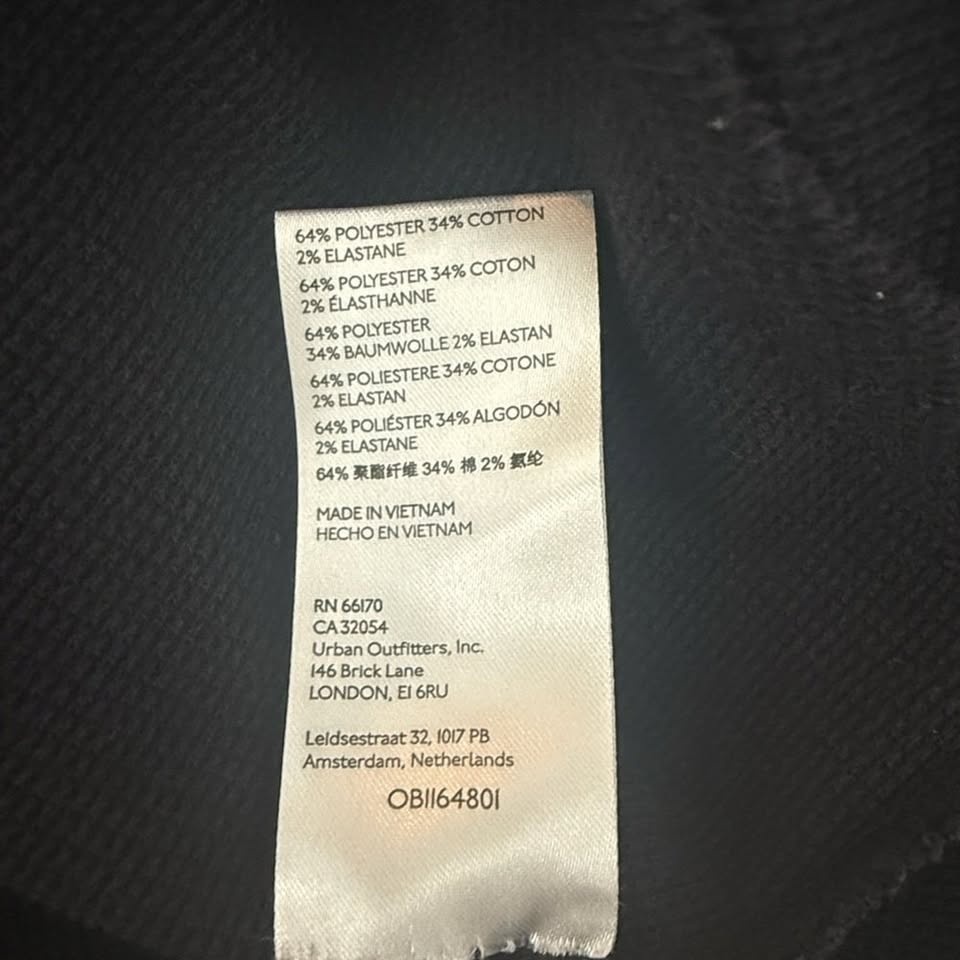 64% POLYESTER 34% COTTON
2% ELASTANE
64% POLYESTER 34% COTON
2% ÉLASTHANNE
64% POLYESTER
34% BAUMWOLLE 2% ELASTAN
64% POLIESTERE 34% COTONE
2% ELASTAN
64% POLIÉSTER 34% ALGODÓN
2% ELASTANE
64% 聚酯纤维 34% 棉 2% 氨纶
MADE IN VIETNAM
HECHO EN VIETNAM
RN 66170
CA 32054
Urban Outfitters, Inc.
146 Brick Lane
LONDON, E1 6RU
Leidsestraat 32, 1017 PB
Amsterdam, Netherlands
OB1164801